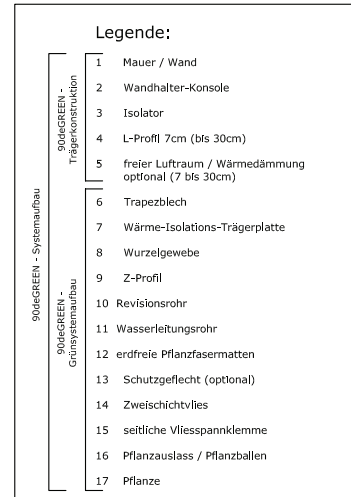 Legende:
90deGREEN - Systemaufbau
90deGREEN -
Trägerkonstruktion
1 Mauer / Wand
2 Wandhalter-Konsole
3 Isolator
4 L-Profil 7cm (bis 30cm)
5 freier Luftraum / Wärmedämmung
optional (7 bis 30cm)
90deGREEN -
Grünsystemaufbau
6 Trapezblech
7 Wärme-Isolations-Trägerplatte
8 Wurzelgewebe
9 Z-Profil
10 Revisionsrohr
11 Wasserleitungsrohr
12 erdfreie Pflanzfasermatten
13 Schutzgeflecht (optional)
14 Zweischichtvlies
15 seitliche Vliesspannklemme
16 Pflanzauslass / Pflanzballen
17 Pflanze